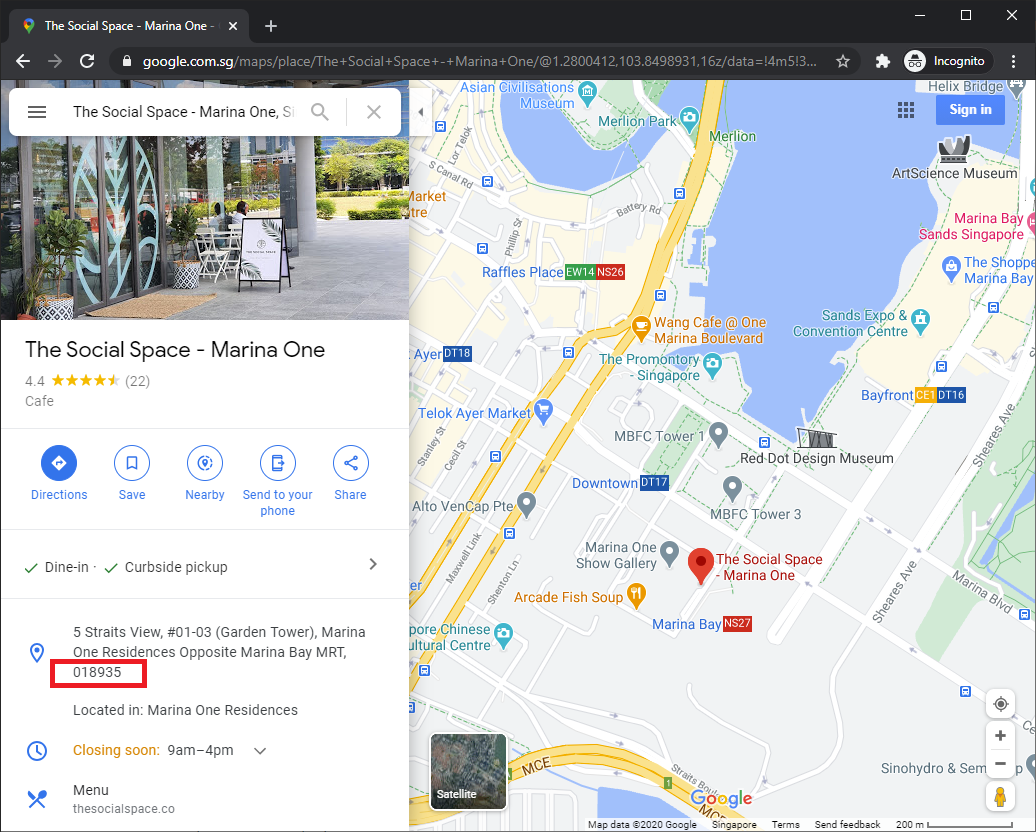 The Social Space - Marina One -
google.com.sg/maps/place/The+Social+Space+-+Marina+One/@1.2800412,103.8498931,16z/data=!4m5!3...
Incognito
The Social Space - Marina One, Si
THE SOCIAL SPACE
The Social Space - Marina One
4.4 (22)
Cafe
Directions
Save
Nearby
Send to your
phone
Share
Dine-in · Curbside pickup
5 Straits View, #01-03 (Garden Tower), Marina
One Residences Opposite Marina Bay MRT,
018935
Located in: Marina One Residences
Closing soon: 9am–4pm
Menu
thesocialspace.co
Asian Civilisations
Museum
Merlion Park
Merlion
Helix Bridge
Sign in
ArtScience Museum
Lor Telok
S Canal Rd
Market
tre
Battery Rd
Phillip St
Marina Bay
Sands Singapore
Raffles Place EW14 NS26
The Shoppe
Marina Bay
Wang Cafe @ One
Marina Boulevard
Sands Expo &
Convention Centre
Ayer DT18
The Promontory
- Singapore
Bayfront CE1 DT16
Telok Ayer Market
Stanley St
Cecil St
MBFC Tower 1
Red Dot Design Museum
Sheares Ave
Downtown DT17
MBFC Tower 3
Alto VenCap Pte
Maxwell Link
Shenton Ln
Marina One
Show Gallery
The Social Space
- Marina One
Sheares Ave
Marina Blvd
er
Arcade Fish Soup
Marina Bay NS27
pore Chinese
ultural Centre
MCE
1
Straits Bou
MCE
Sinohydro & Sem
p
Ce
Satellite
Google
Map data ©2020 Google Singapore Terms Send feedback 200 m